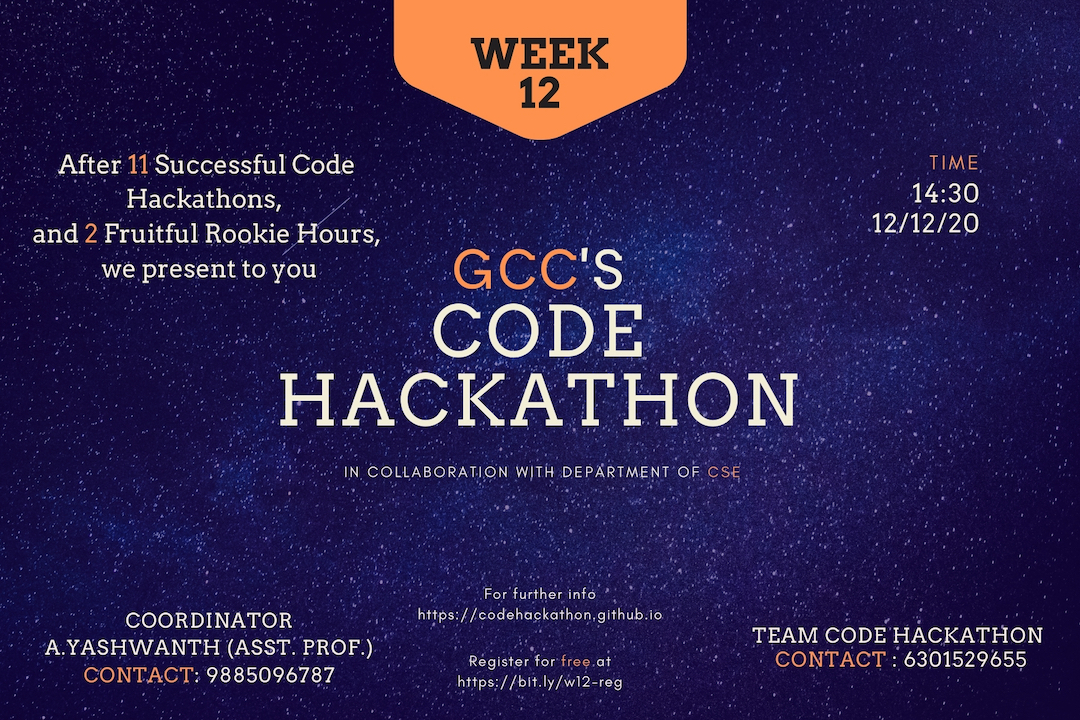 WEEK
12
After 11 Successful Code
Hackathons,
and 2 Fruitful Rookie Hours,
we present to you
TIME
14:30
12/12/20
GCC'S
CODE
HACKATHON
IN COLLABORATION WITH DEPARTMENT OF CSE
COORDINATOR
A.YASHWANTH (ASST. PROF.)
CONTACT: 9885096787
For further info
https://codehackathon.github.io
Register for free at
https://bit.ly/w12-reg
TEAM CODE HACKATHON
CONTACT : 6301529655